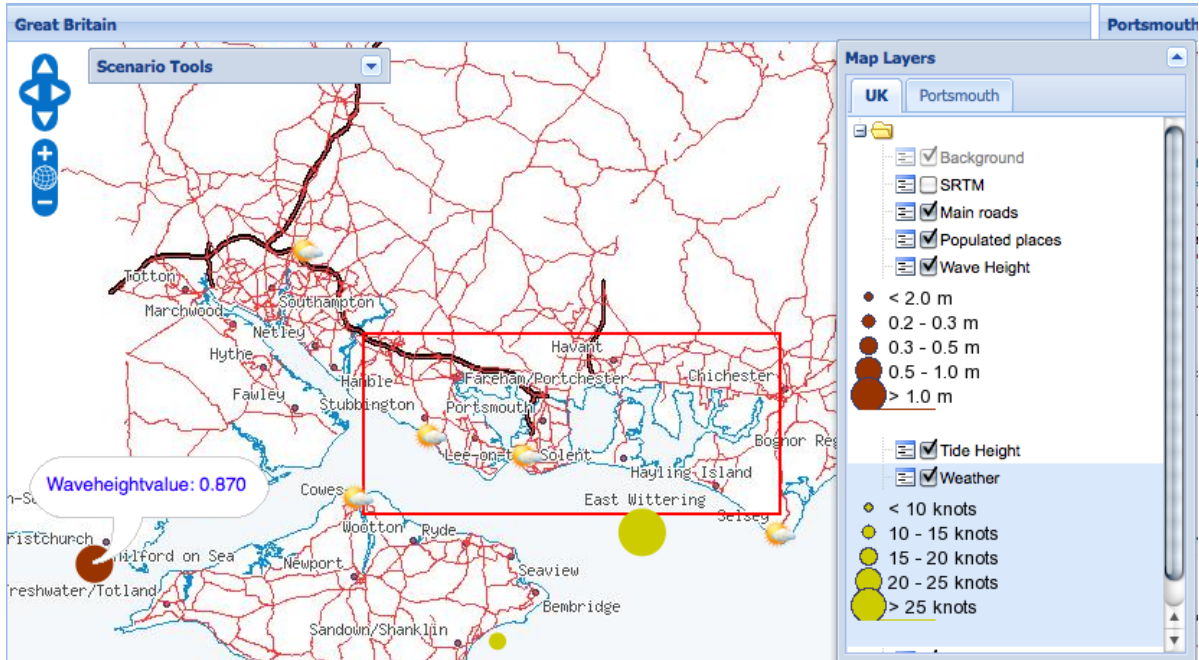 Great Britain
Portsmouth
Scenario Tools
Map Layers
UK
Portsmouth
Background
SRTM
Main roads
Populated places
Wave Height
< 2.0 m
0.2 - 0.3 m
0.3 - 0.5 m
0.5 - 1.0 m
> 1.0 m
Tide Height
Weather
< 10 knots
10 - 15 knots
15 - 20 knots
20 - 25 knots
> 25 knots
Totton
Southampton
Marchwood
Netley
Havant
Hythe
Hamble
Fareham/Portchester
Chichester
Fawley
Stubbington
Portsmouth
Bognor Reg
Lee-on-t
Solent
Hayling Island
Waveheightvalue: 0.870
Cowes
East Wittering
Selsey
Wootton
Ryde
istchurch
ilford on Sea
Newport
Seaview
reshwater/Totland
Bembridge
Sandown/Shanklin